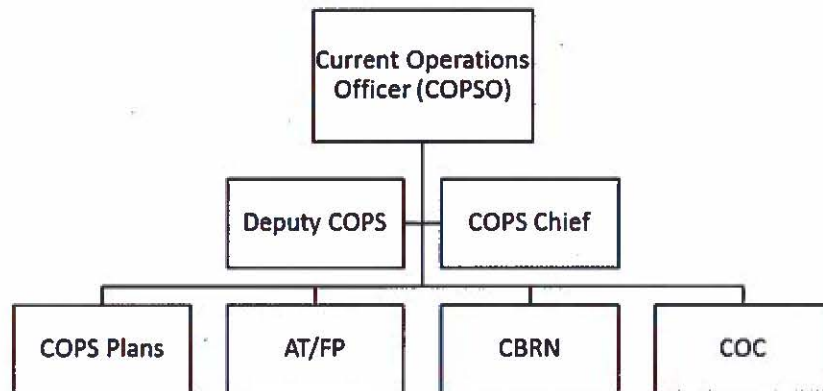 Current Operations
Officer (COPSO)
Deputy COPS
COPS Chief
COPS Plans
AT/FP
CBRN
COC